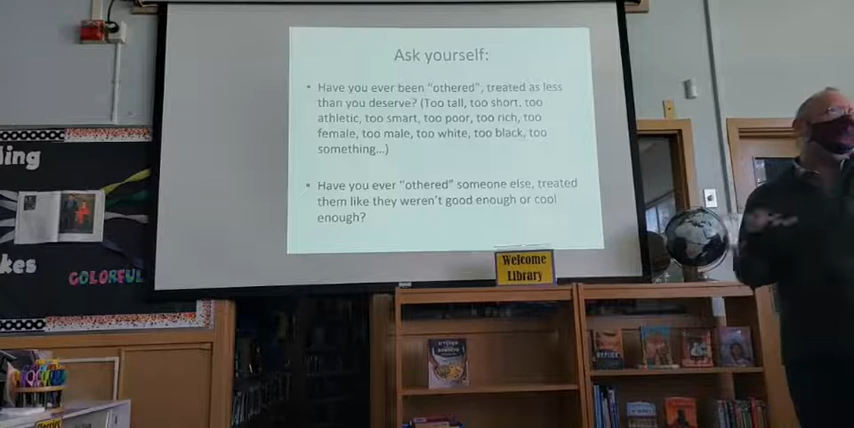 Ask yourself:
• Have you ever been "othered", treated as less
than you deserve? (Too tall, too short, too
athletic, too smart, too poor, too rich, too
female, too male, too white, too black, too
something...)
• Have you ever "othered" someone else, treated
them like they weren't good enough or cool
enough?
Welcome
Library
ling
kes
COLORFUL
REFUGEE